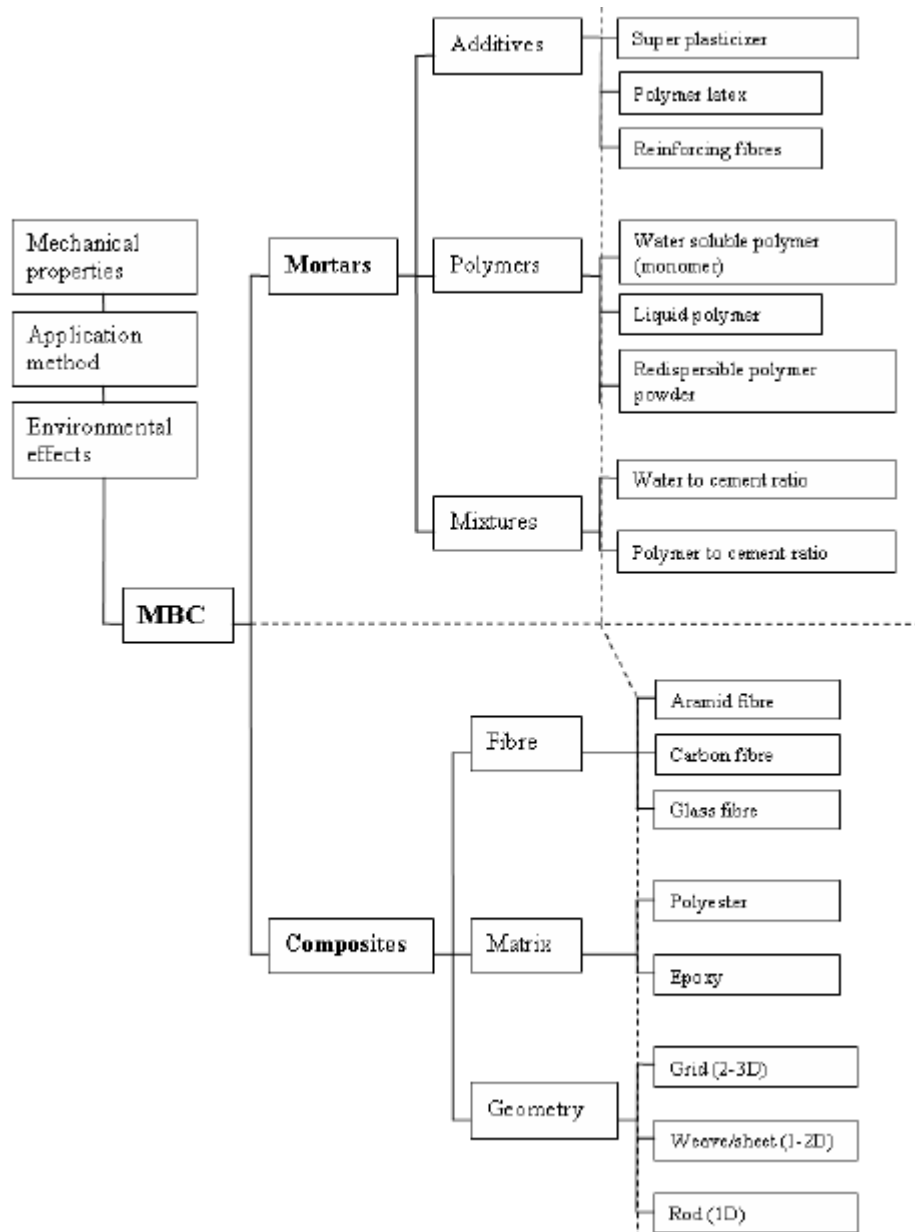 Additives
Super plasticizer
Polymer latex
Reinforcing fibres
Mechanical
properties
Application
method
Environmental
effects
Mortars
Polymers
Water soluble polymer
(monomer)
Liquid polymer
Redispersible polymer
powder
Mixtures
Water to cement ratio
Polymer to cement ratio
MBC
Fibre
Aramid fibre
Carbon fibre
Glass fibre
Composites
Matrix
Polyester
Epoxy
Geometry
Grid (2-3D)
Weave/sheet (1-2D)
Rod (1D)